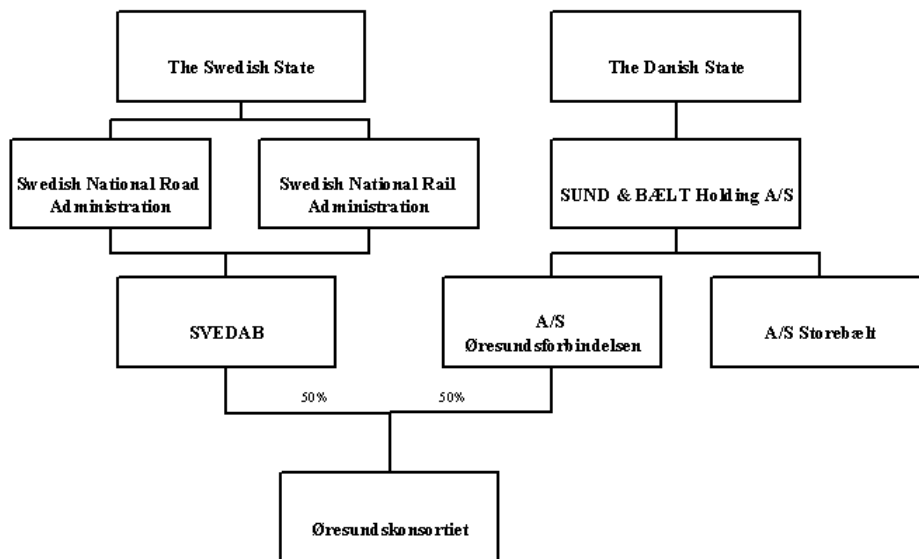 The Swedish State
The Danish State
Swedish National Road
Administration
Swedish National Rail
Administration
SUND & BÆLT Holding A/S
SVEDAB
A/S
Øresundsforbindelsen
A/S Storebælt
50%
50%
Øresundskonsortiet